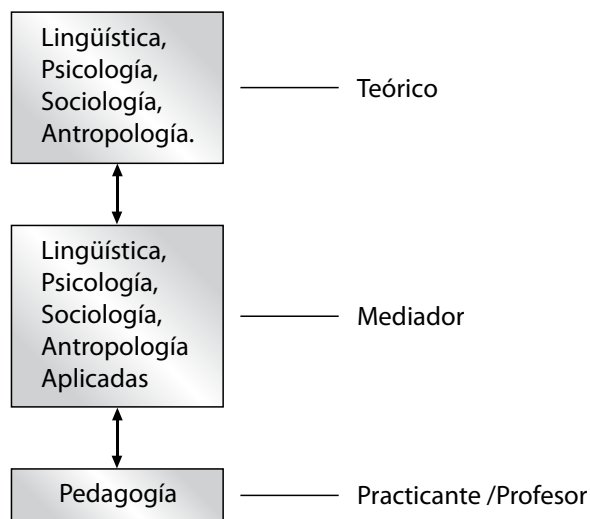 Lingüística,
Psicología,
Sociología,
Antropología.
Teórico
Lingüística,
Psicología,
Sociología,
Antropología
Aplicadas
Mediador
Pedagogía
Practicante /Profesor